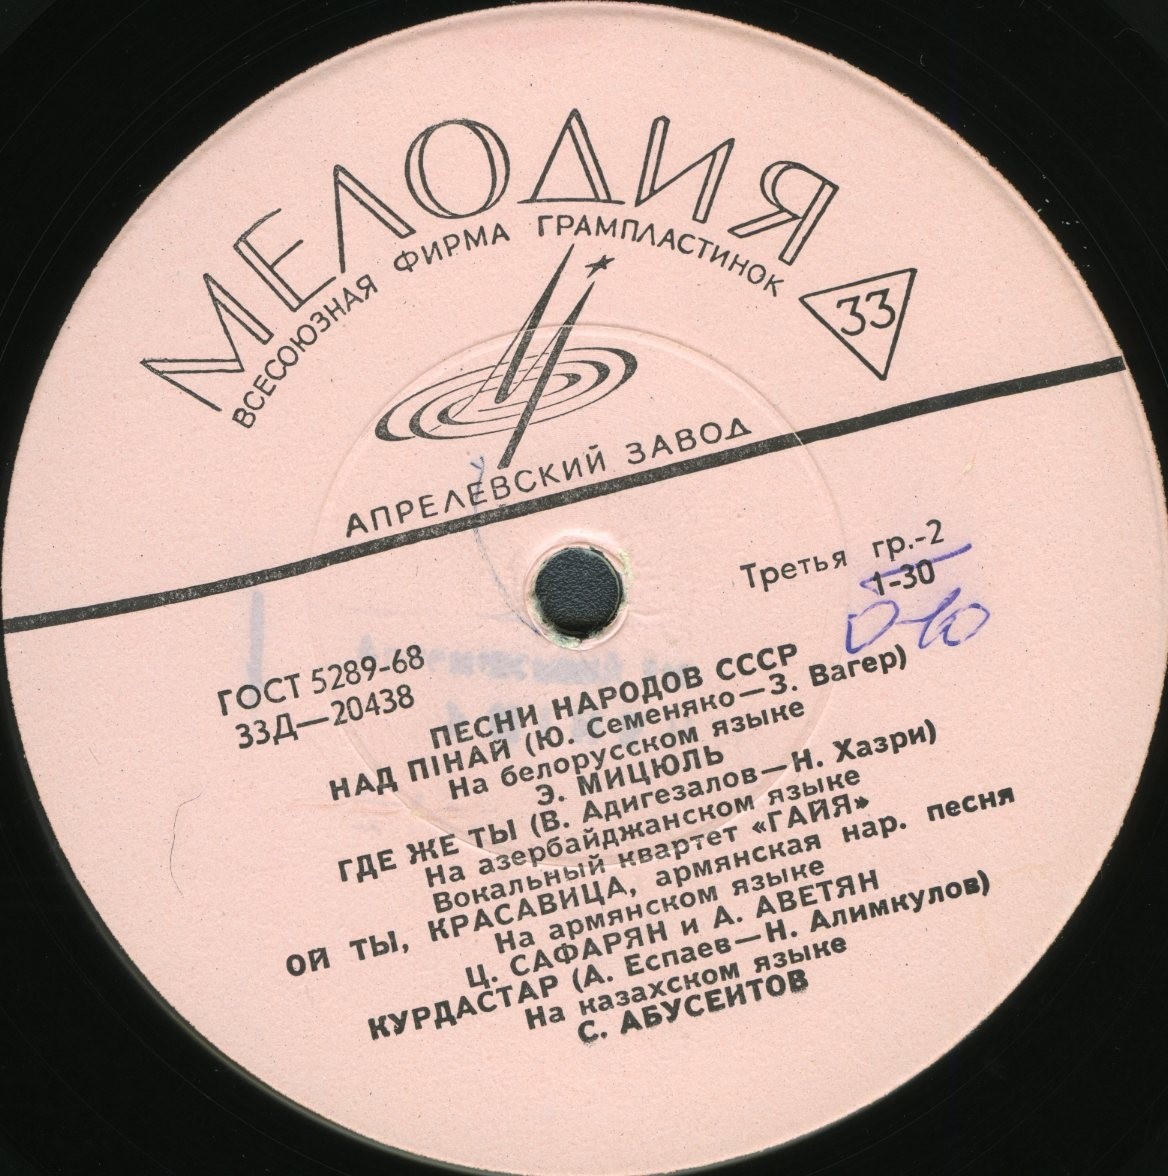 МЕЛОДИЯ
ВСЕСОЮЗНАЯ ФИРМА ГРАМПЛАСТИНОК
33
АПРЕЛЕВСКИЙ ЗАВОД
Третья гр.-2
1-30
0-60
ГОСТ 5289-68
33Д—20438
ПЕСНИ НАРОДОВ СССР
НАД ПІНАЙ (Ю. Семеняко—З. Вагер)
На белорусском языке
Э. МИЦЮЛЬ
ГДЕ ЖЕ ТЫ (В. Адигезалов—Н. Хазри)
На азербайджанском языке
Вокальный квартет «ГАЙЯ»
ОЙ ТЫ, КРАСАВИЦА, армянская нар. песня
На армянском языке
Ц. САФАРЯН и А. АВЕТЯН
КУРДАСТАР (А. Еспаев—Н. Алимкулов)
На казахском языке
С. АБУСЕИТОВ